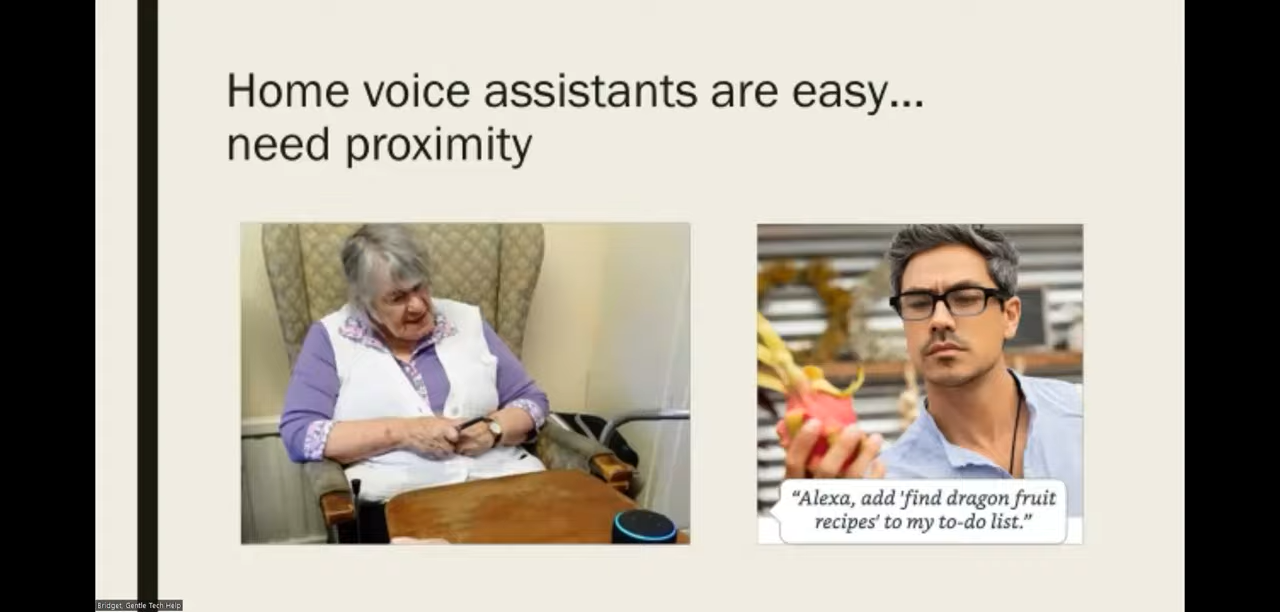 Home voice assistants are easy...
need proximity
“Alexa, add 'find dragon fruit
recipes' to my to-do list.”
Bridget, Gentle Tech Help